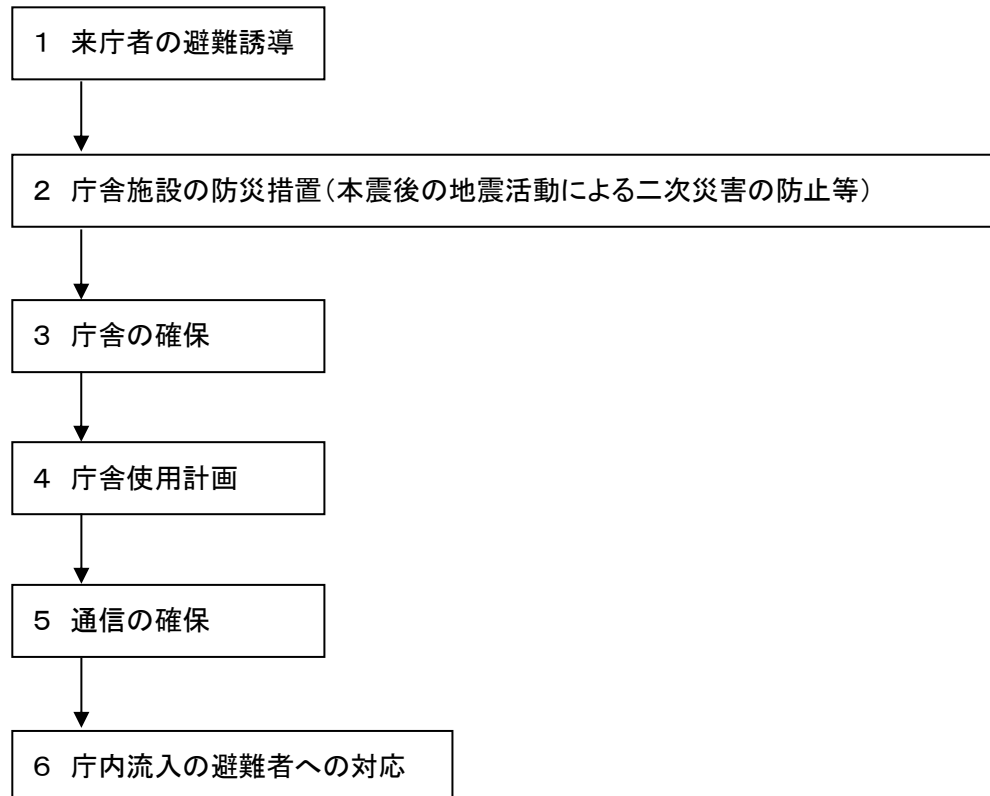 1 来庁者の避難誘導
2 庁舎施設の防災措置(本震後の地震活動による二次災害の防止等)
3 庁舎の確保
4 庁舎使用計画
5 通信の確保
6 庁内流入の避難者への対応